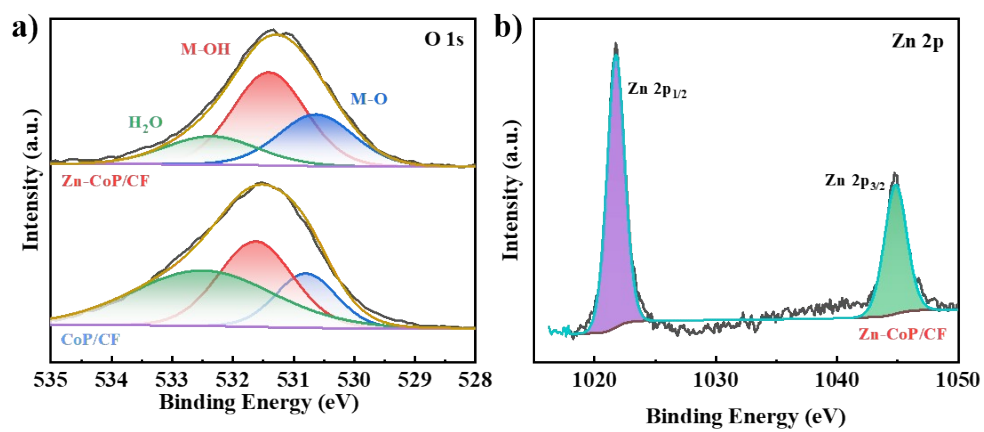 a)
O 1s
M-OH
M-O
H₂O
Zn-CoP/CF
CoP/CF
Intensity (a.u.)
535 534 533 532 531 530 529 528
Binding Energy (eV)
b)
Zn 2p
Zn 2p₁/₂
Zn 2p₃/₂
Zn-CoP/CF
Intensity (a.u.)
1020 1030 1040 1050
Binding Energy (eV)